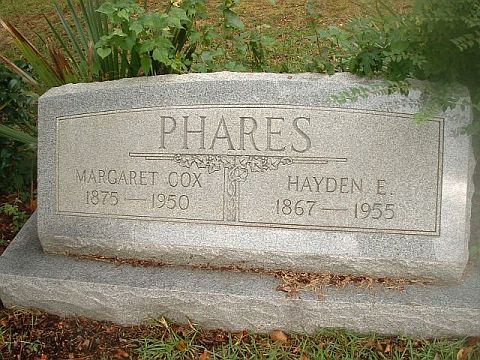 PHARES
MARGARET COX
1875 — 1950
HAYDEN E.
1867 — 1955